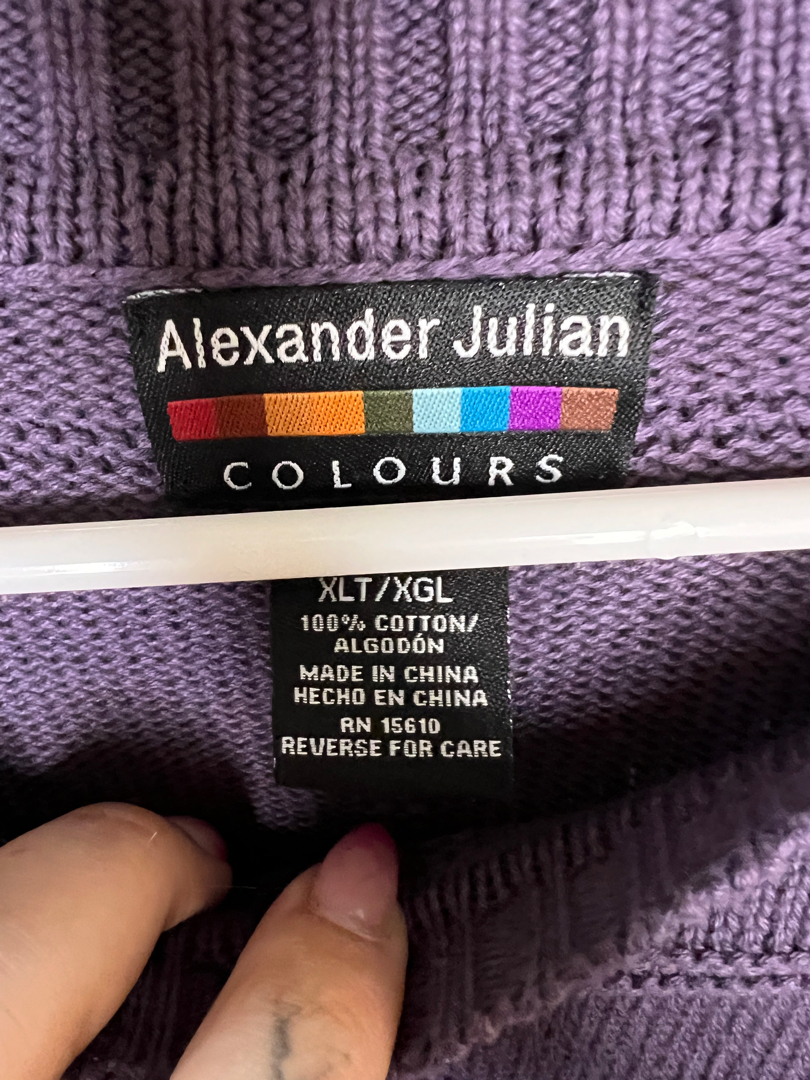 Alexander Julian
COLOURS
XLT/XGL
100% COTTON/
ALGODÓN
MADE IN CHINA
HECHO EN CHINA
RN 15610
REVERSE FOR CARE